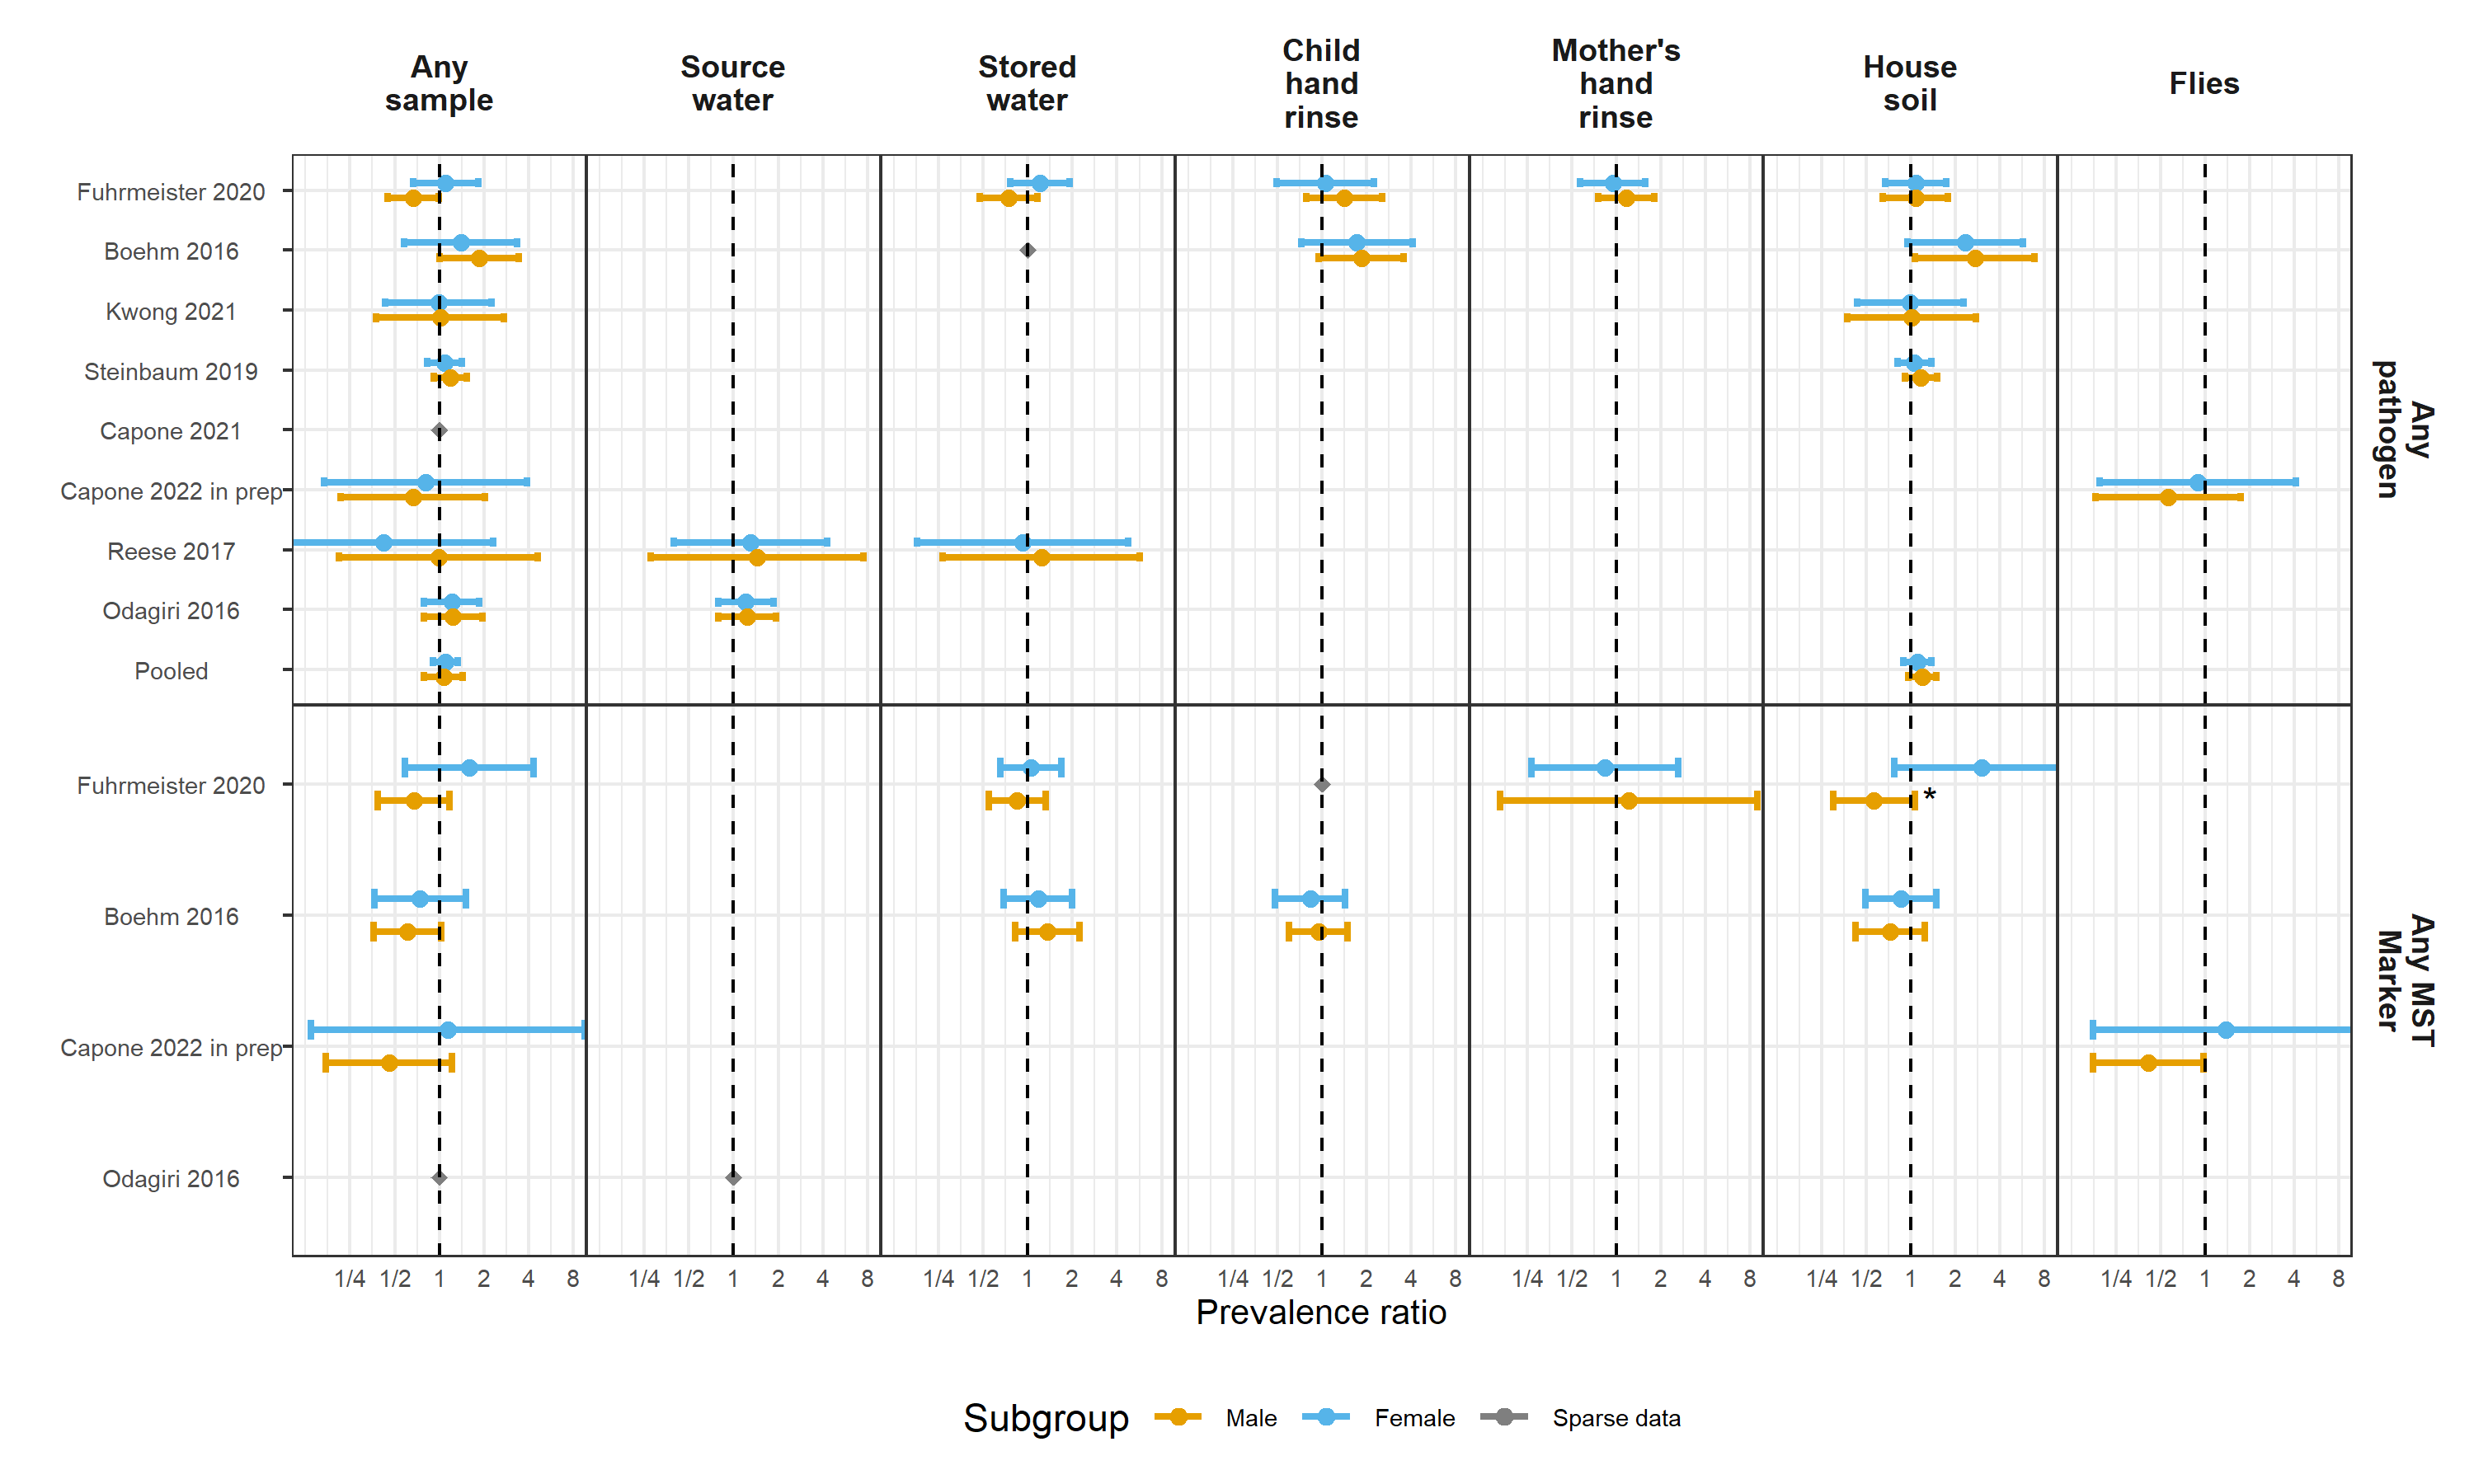 Any
sample
Source
water
Stored
water
Child
hand
rinse
Mother's
hand
rinse
House
soil
Flies
Fuhrmeister 2020
Boehm 2016
Kwong 2021
Steinbaum 2019
Capone 2021
Capone 2022 in prep
Reese 2017
Odagiri 2016
Pooled
Any
pathogen
Fuhrmeister 2020
*
Boehm 2016
Capone 2022 in prep
Odagiri 2016
Any MST
Marker
1/4 1/2 1 2 4 8 1/4 1/2 1 2 4 8 1/4 1/2 1 2 4 8 1/4 1/2 1 2 4 8 1/4 1/2 1 2 4 8 1/4 1/2 1 2 4 8 1/4 1/2 1 2 4 8
Prevalence ratio
Subgroup Male Female Sparse data